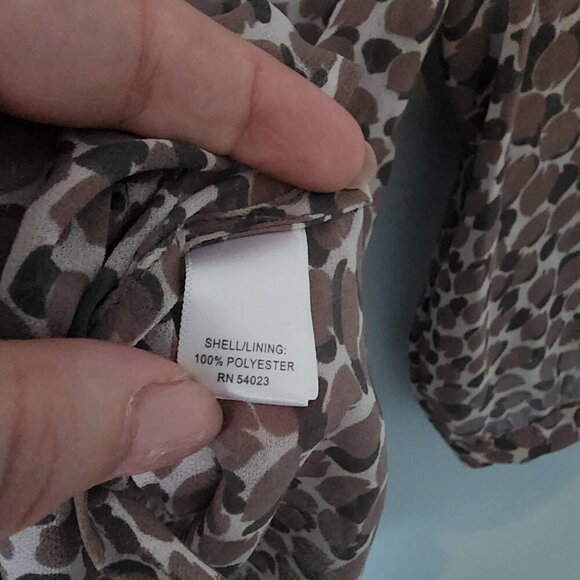 SHELL/LINING:
100% POLYESTER
RN 54023